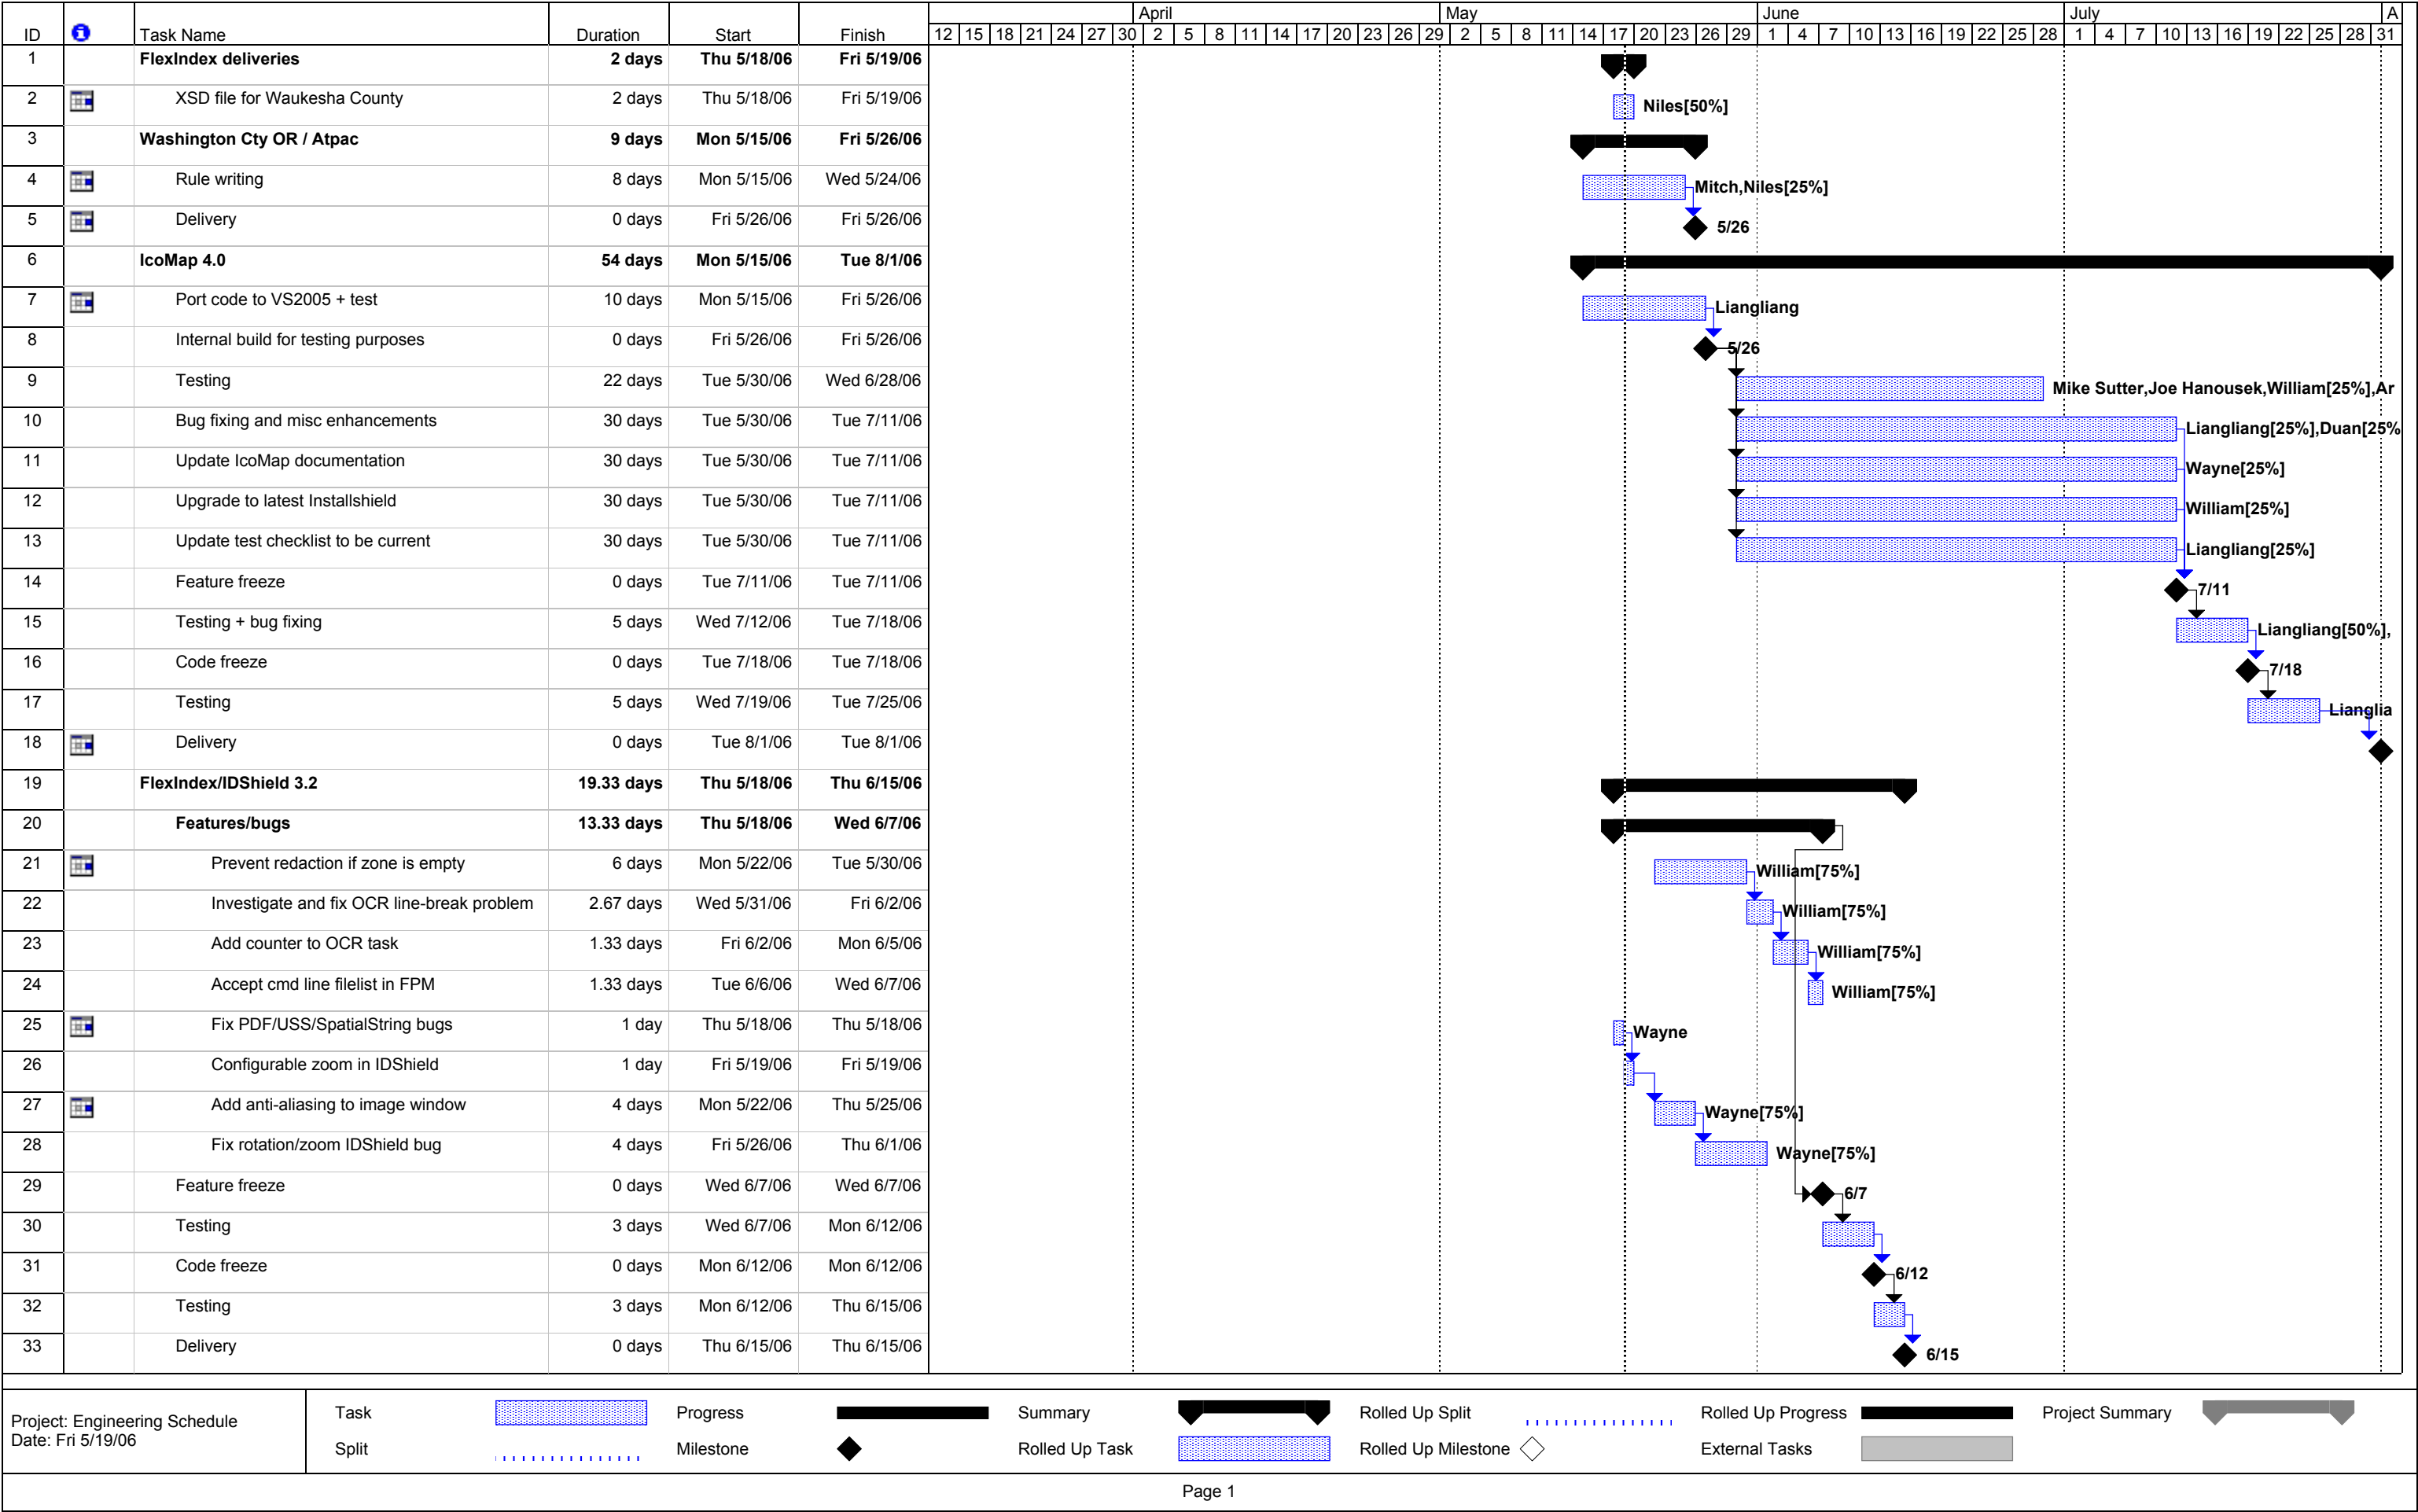 April May June July A
ID Task Name Duration Start Finish 12 15 18 21 24 27 30 2 5 8 11 14 17 20 23 26 29 2 5 8 11 14 17 20 23 26 29 1 4 7 10 13 16 19 22 25 28 1 4 7 10 13 16 19 22 25 28 31
1 FlexIndex deliveries 2 days Thu 5/18/06 Fri 5/19/06
2 XSD file for Waukesha County 2 days Thu 5/18/06 Fri 5/19/06 Niles[50%]
3 Washington Cty OR / Atpac 9 days Mon 5/15/06 Fri 5/26/06
4 Rule writing 8 days Mon 5/15/06 Wed 5/24/06 Mitch,Niles[25%]
5 Delivery 0 days Fri 5/26/06 Fri 5/26/06 5/26
6 IcoMap 4.0 54 days Mon 5/15/06 Tue 8/1/06
7 Port code to VS2005 + test 10 days Mon 5/15/06 Fri 5/26/06 Liangliang
8 Internal build for testing purposes 0 days Fri 5/26/06 Fri 5/26/06 5/26
9 Testing 22 days Tue 5/30/06 Wed 6/28/06 Mike Sutter,Joe Hanousek,William[25%],Ar
10 Bug fixing and misc enhancements 30 days Tue 5/30/06 Tue 7/11/06 Liangliang[25%],Duan[25%
11 Update IcoMap documentation 30 days Tue 5/30/06 Tue 7/11/06 Wayne[25%]
12 Upgrade to latest Installshield 30 days Tue 5/30/06 Tue 7/11/06 William[25%]
13 Update test checklist to be current 30 days Tue 5/30/06 Tue 7/11/06 Liangliang[25%]
14 Feature freeze 0 days Tue 7/11/06 Tue 7/11/06 7/11
15 Testing + bug fixing 5 days Wed 7/12/06 Tue 7/18/06 Liangliang[50%],
16 Code freeze 0 days Tue 7/18/06 Tue 7/18/06 7/18
17 Testing 5 days Wed 7/19/06 Tue 7/25/06 Lianglia
18 Delivery 0 days Tue 8/1/06 Tue 8/1/06
19 FlexIndex/IDShield 3.2 19.33 days Thu 5/18/06 Thu 6/15/06
20 Features/bugs 13.33 days Thu 5/18/06 Wed 6/7/06
21 Prevent redaction if zone is empty 6 days Mon 5/22/06 Tue 5/30/06 William[75%]
22 Investigate and fix OCR line-break problem 2.67 days Wed 5/31/06 Fri 6/2/06 William[75%]
23 Add counter to OCR task 1.33 days Fri 6/2/06 Mon 6/5/06 William[75%]
24 Accept cmd line filelist in FPM 1.33 days Tue 6/6/06 Wed 6/7/06 William[75%]
25 Fix PDF/USS/SpatialString bugs 1 day Thu 5/18/06 Thu 5/18/06 Wayne
26 Configurable zoom in IDShield 1 day Fri 5/19/06 Fri 5/19/06
27 Add anti-aliasing to image window 4 days Mon 5/22/06 Thu 5/25/06 Wayne[75%]
28 Fix rotation/zoom IDShield bug 4 days Fri 5/26/06 Thu 6/1/06 Wayne[75%]
29 Feature freeze 0 days Wed 6/7/06 Wed 6/7/06 6/7
30 Testing 3 days Wed 6/7/06 Mon 6/12/06
31 Code freeze 0 days Mon 6/12/06 Mon 6/12/06 6/12
32 Testing 3 days Mon 6/12/06 Thu 6/15/06
33 Delivery 0 days Thu 6/15/06 Thu 6/15/06 6/15
Project: Engineering Schedule
Date: Fri 5/19/06
Task Progress Summary Rolled Up Split Rolled Up Progress Project Summary
Split Milestone Rolled Up Task Rolled Up Milestone External Tasks
Page 1